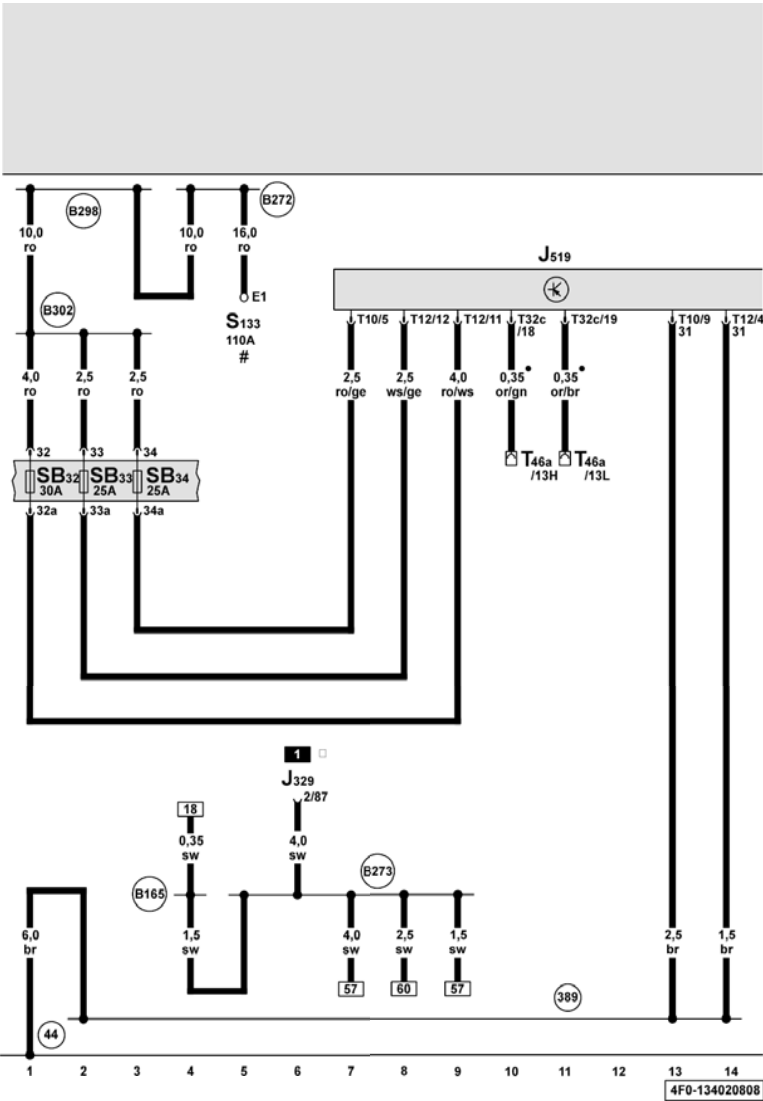 B298
B272
10,0
ro
10,0
ro
16,0
ro
E1
S133
110A
#
B302
J519
T10/5
T12/12
T12/11
T32c
/18
T32c/19
T10/9
31
T12/4
31
4,0
ro
2,5
ro
2,5
ro
2,5
ro/ge
2,5
ws/ge
4,0
ro/ws
0,35
or/gn
0,35
or/br
32
33
34
SB32
30A
SB33
25A
SB34
25A
T46a
/13H
T46a
/13L
32a
33a
34a
1
J329
2/87
18
0,35
sw
4,0
sw
B273
B165
6,0
br
1,5
sw
4,0
sw
2,5
sw
1,5
sw
2,5
br
1,5
br
57
60
57
389
44
1 2 3 4 5 6 7 8 9 10 11 12 13 14
4F0-134020808